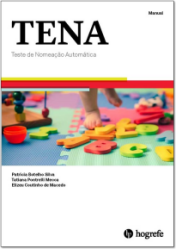 Manual
TENA
Teste de Nomeação Automática
Patrícia Botelho Silva
Tatiana Pontrelli Mecca
Elizeu Coutinho de Macedo
hogrefe